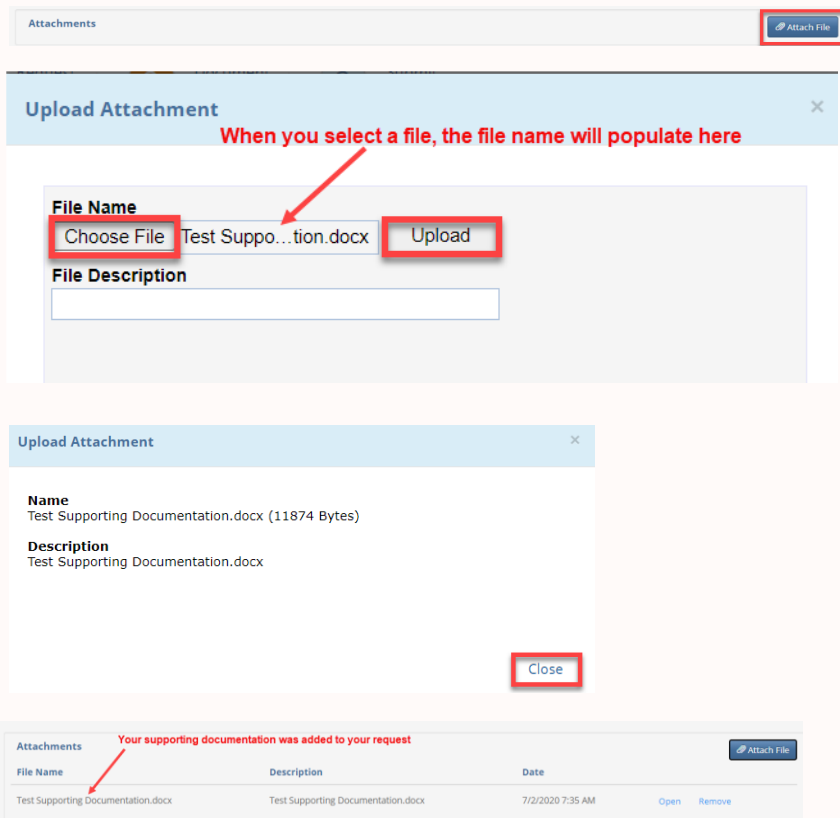 Attachments
Attach File
Upload Attachment ×
When you select a file, the file name will populate here
File Name
Choose File Test Suppo...tion.docx Upload
File Description
Upload Attachment ×
Name
Test Supporting Documentation.docx (11874 Bytes)
Description
Test Supporting Documentation.docx
Close
Attachments Your supporting documentation was added to your request Attach File
File Name Description Date
Test Supporting Documentation.docx Test Supporting Documentation.docx 7/2/2020 7:35 AM Open Remove